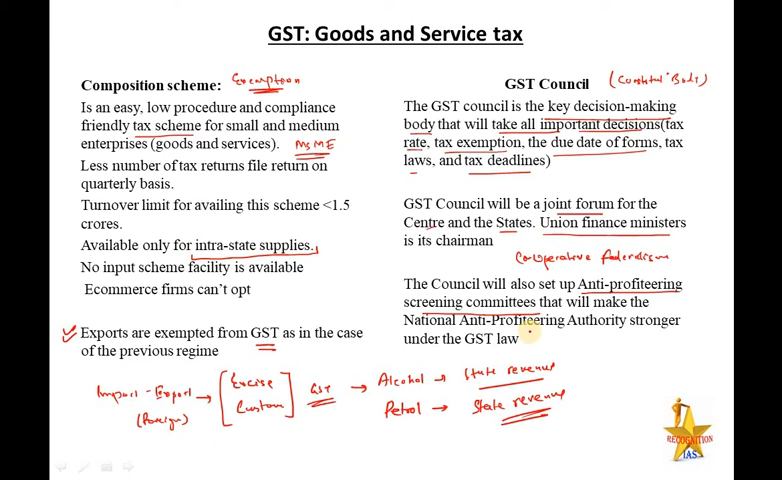 GST: Goods and Service tax
Composition scheme: Exemption
Is an easy, low procedure and compliance
friendly tax scheme for small and medium
enterprises (goods and services). MSME
Less number of tax returns file return on
quarterly basis.
Turnover limit for availing this scheme <1.5
crores.
Available only for intra-state supplies.
No input scheme facility is available
Ecommerce firms can't opt
Exports are exempted from GST as in the case
of the previous regime
GST Council (Constitul Body)
The GST council is the key decision-making
body that will take all important decisions(tax
rate, tax exemption, the due date of forms, tax
laws, and tax deadlines)
GST Council will be a joint forum for the
Centre and the States. Union finance ministers
is its chairman
Cooperative federalism
The Council will also set up Anti-profiteering
screening committees that will make the
National Anti-Profiteering Authority stronger
under the GST law
Import - Export → [Excise GST → Alcohol → State revenue
(Foreign) Custom] Petrol → State revenue
RECOGNITION
IAS